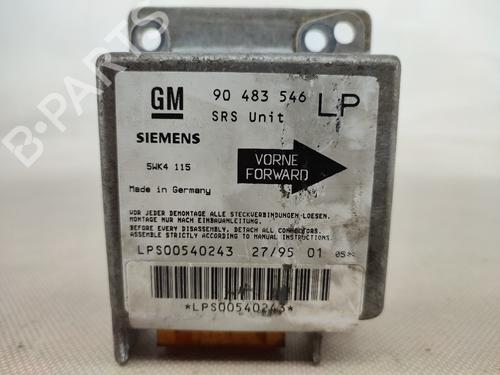 GM
90 483 546 LP
SRS Unit
SIEMENS
5WK4 115
VORNE
FORWARD
Made in Germany
VOR JEDER DEMONTAGE ALLE STECKVERBINDUNGEN LOESEN.
MONTAGE NUR NACH EINBAUANLEITUNG.
BEFORE EVERY DISASSEMBLY, DETACH ALL CONNECTORS.
ASSEMBLE STRICTLY ACCORDING TO MANUAL INSTRUCTIONS.
LPS00540243 27/95 01
*LPS00540243*
B-PARTS